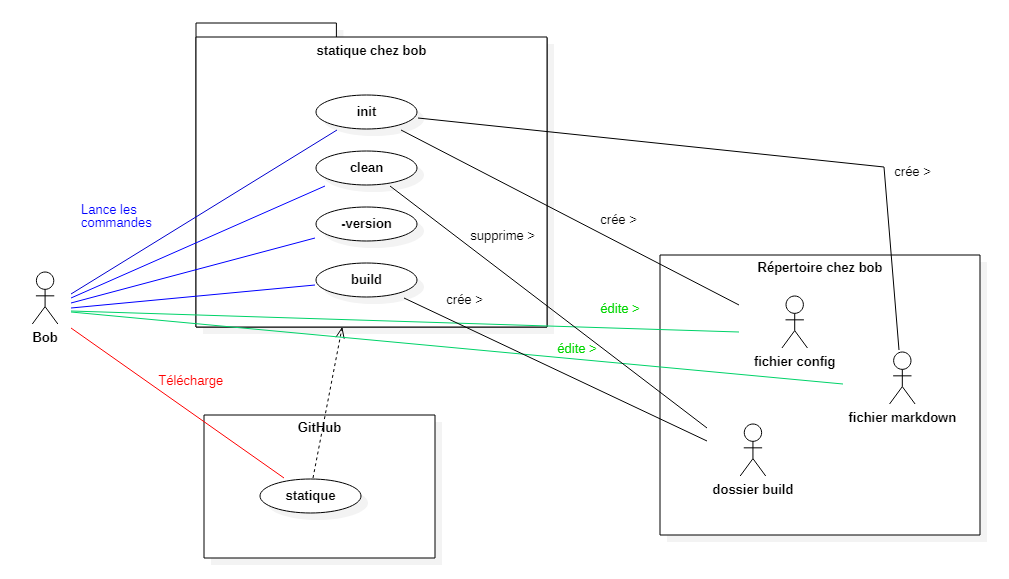 statique chez bob
init
crée >
clean
Lance les
commandes
crée >
-version
supprime >
Répertoire chez bob
build
crée >
édite >
Bob
édite >
fichier config
Télécharge
fichier markdown
GitHub
dossier build
statique